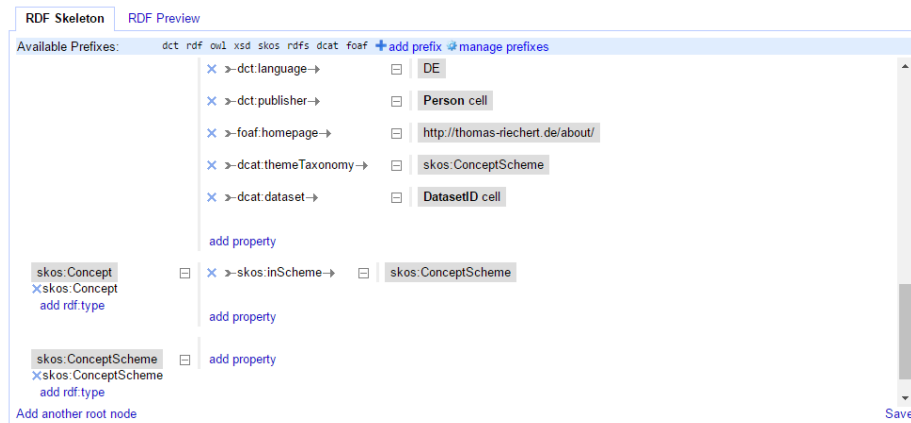 RDF Skeleton RDF Preview
Available Prefixes: dct rdf owl xsd skos rdfs dcat foaf add prefix manage prefixes
dct:language DE
dct:publisher Person cell
foaf:homepage http://thomas-riechert.de/about/
dcat:themeTaxonomy skos:ConceptScheme
dcat:dataset DatasetID cell
add property
skos:Concept skos:inScheme skos:ConceptScheme
skos:Concept
add rdf:type
add property
skos:ConceptScheme add property
skos:ConceptScheme
add rdf:type
Add another root node Save